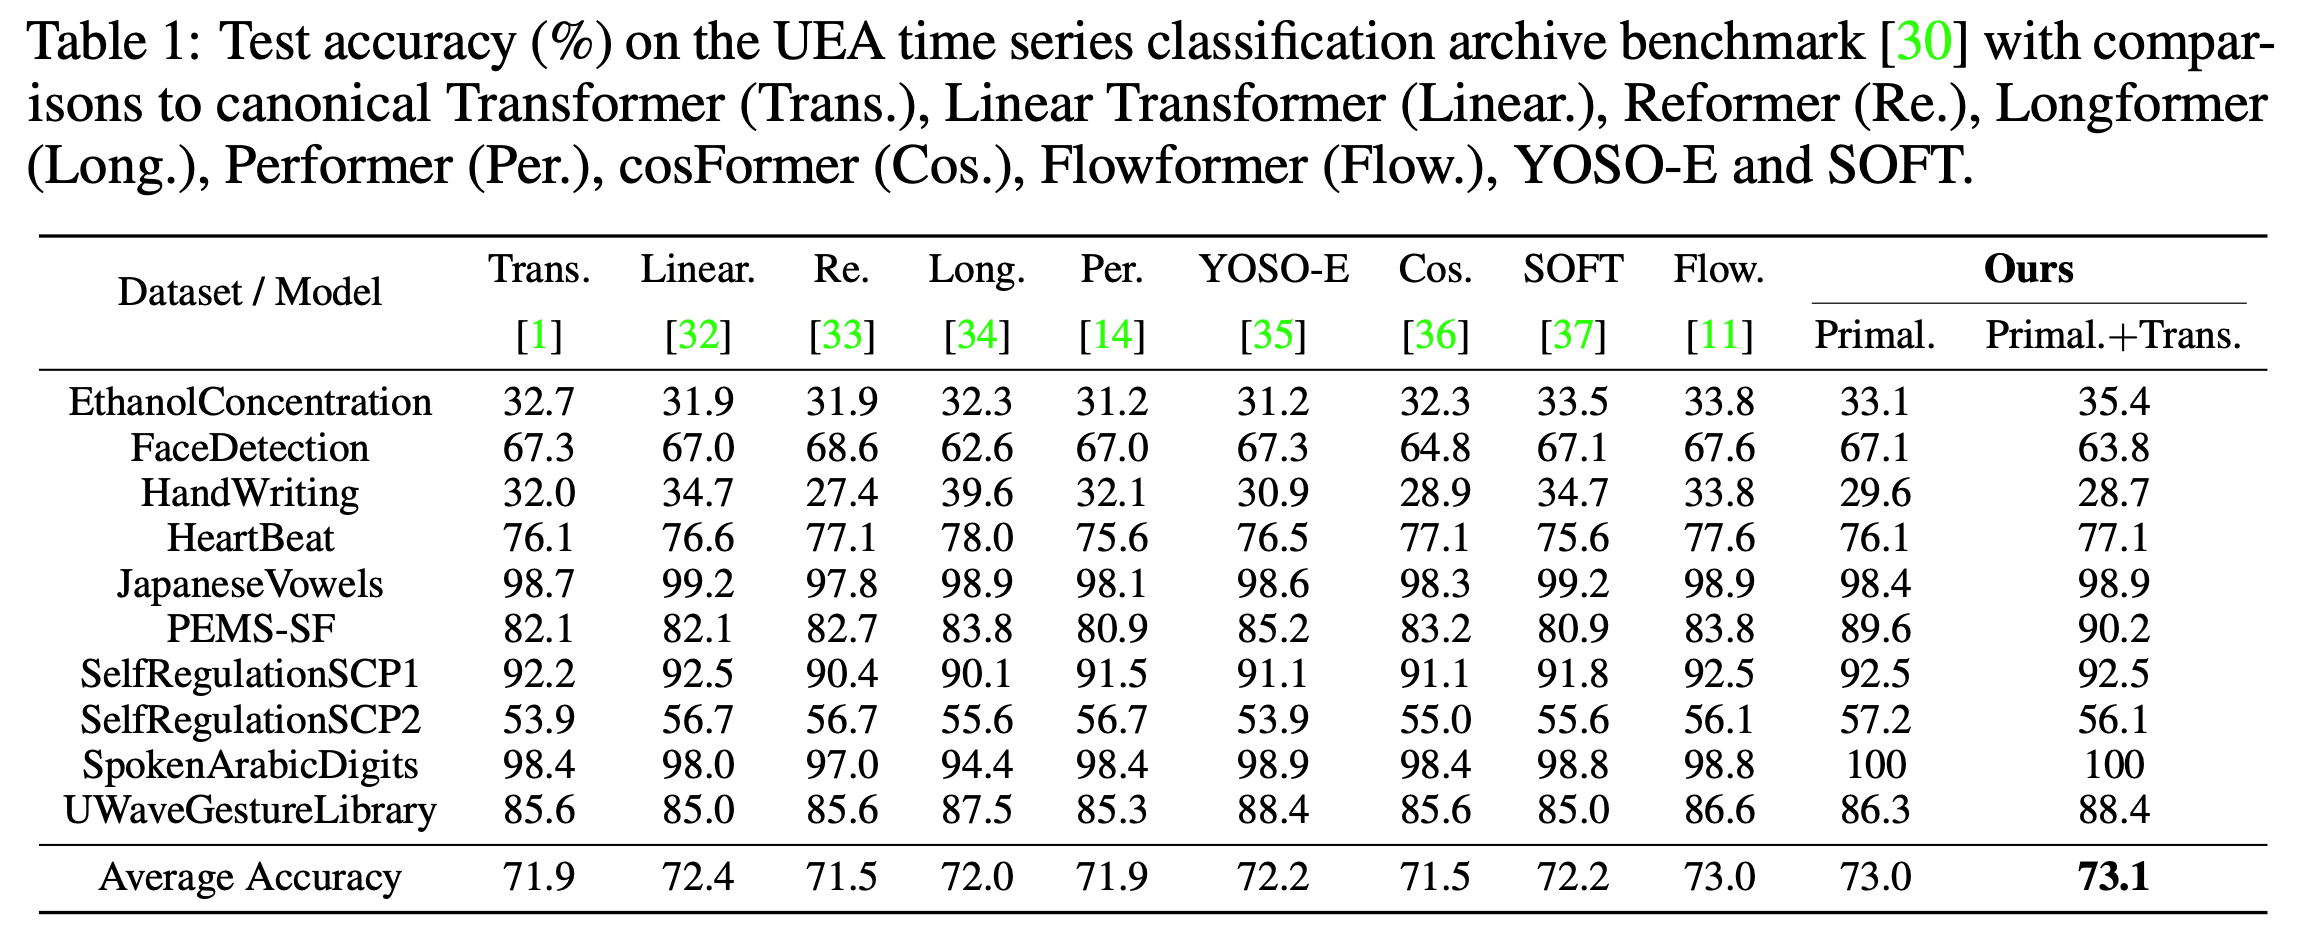 Table 1: Test accuracy (%) on the UEA time series classification archive benchmark [30] with compar-
isons to canonical Transformer (Trans.), Linear Transformer (Linear.), Reformer (Re.), Longformer
(Long.), Performer (Per.), cosFormer (Cos.), Flowformer (Flow.), YOSO-E and SOFT.
Dataset / Model Trans. Linear. Re. Long. Per. YOSO-E Cos. SOFT Flow. Ours
[1] [32] [33] [34] [14] [35] [36] [37] [11] Primal. Primal.+Trans.
EthanolConcentration 32.7 31.9 31.9 32.3 31.2 31.2 32.3 33.5 33.8 33.1 35.4
FaceDetection 67.3 67.0 68.6 62.6 67.0 67.3 64.8 67.1 67.6 67.1 63.8
HandWriting 32.0 34.7 27.4 39.6 32.1 30.9 28.9 34.7 33.8 29.6 28.7
HeartBeat 76.1 76.6 77.1 78.0 75.6 76.5 77.1 75.6 77.6 76.1 77.1
JapaneseVowels 98.7 99.2 97.8 98.9 98.1 98.6 98.3 99.2 98.9 98.4 98.9
PEMS-SF 82.1 82.1 82.7 83.8 80.9 85.2 83.2 80.9 83.8 89.6 90.2
SelfRegulationSCP1 92.2 92.5 90.4 90.1 91.5 91.1 91.1 91.8 92.5 92.5 92.5
SelfRegulationSCP2 53.9 56.7 56.7 55.6 56.7 53.9 55.0 55.6 56.1 57.2 56.1
SpokenArabicDigits 98.4 98.0 97.0 94.4 98.4 98.9 98.4 98.8 98.8 100 100
UWaveGestureLibrary 85.6 85.0 85.6 87.5 85.3 88.4 85.6 85.0 86.6 86.3 88.4
Average Accuracy 71.9 72.4 71.5 72.0 71.9 72.2 71.5 72.2 73.0 73.0 73.1